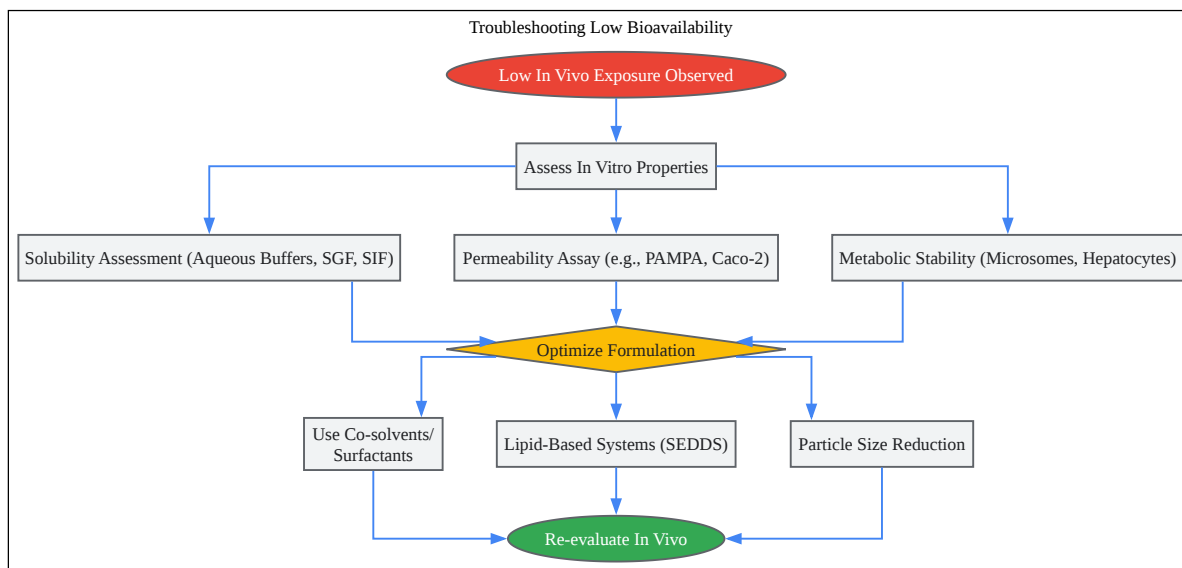 Troubleshooting Low Bioavailability
Low In Vivo Exposure Observed
Assess In Vitro Properties
Solubility Assessment (Aqueous Buffers, SGF, SIF)
Permeability Assay (e.g., PAMPA, Caco-2)
Metabolic Stability (Microsomes, Hepatocytes)
Optimize Formulation
Use Co-solvents/
Surfactants
Lipid-Based Systems (SEDDS)
Particle Size Reduction
Re-evaluate In Vivo